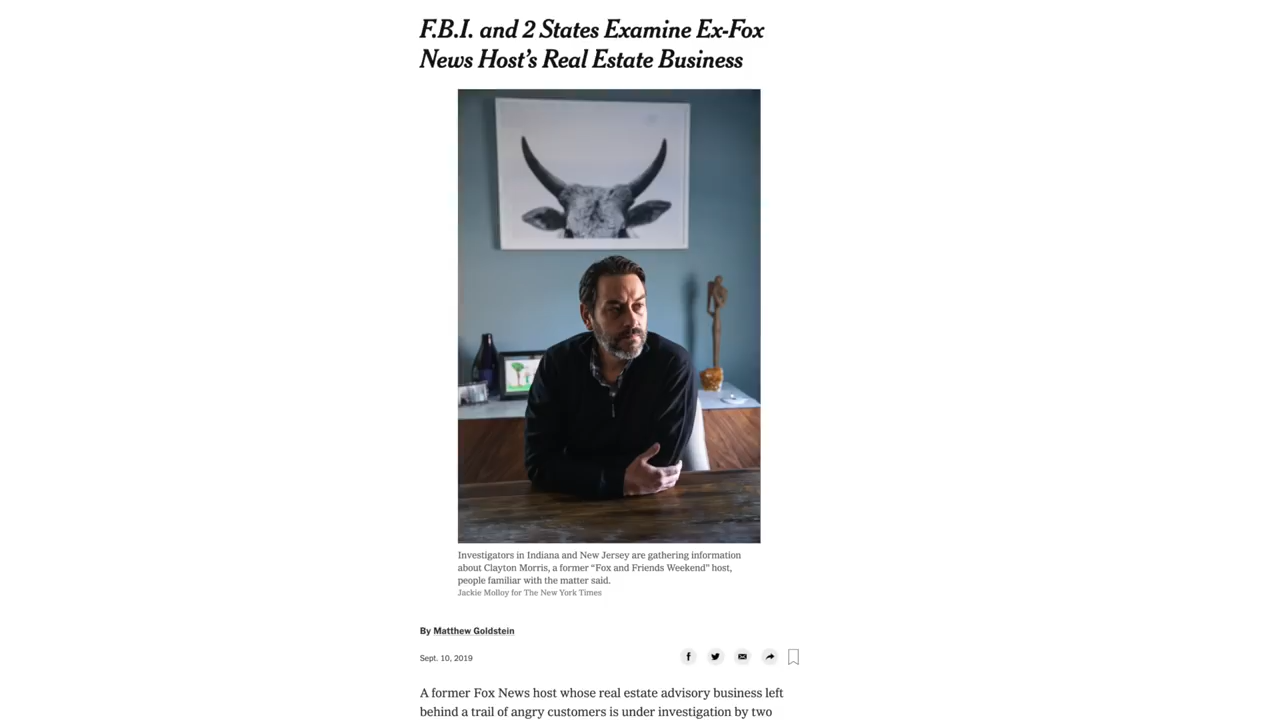 F.B.I. and 2 States Examine Ex-Fox
News Host’s Real Estate Business
Investigators in Indiana and New Jersey are gathering information
about Clayton Morris, a former “Fox and Friends Weekend” host,
people familiar with the matter said.
Jackie Molloy for The New York Times
By Matthew Goldstein
Sept. 10, 2019
A former Fox News host whose real estate advisory business left
behind a trail of angry customers is under investigation by two